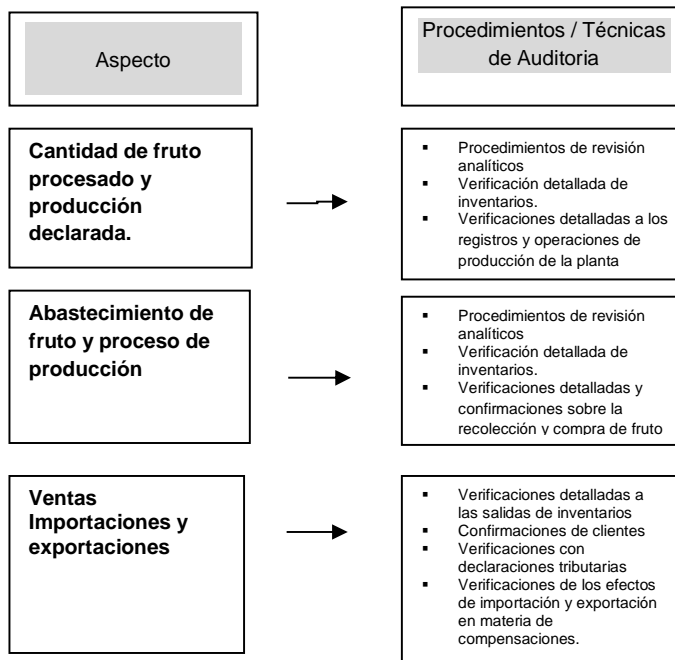 Aspecto
Procedimientos / Técnicas
de Auditoria
Cantidad de fruto
procesado y
producción
declarada.
▪ Procedimientos de revisión
analíticos
▪ Verificación detallada de
inventarios.
▪ Verificaciones detalladas a los
registros y operaciones de
producción de la planta
Abastecimiento de
fruto y proceso de
producción
▪ Procedimientos de revisión
analíticos
▪ Verificación detallada de
inventarios.
▪ Verificaciones detalladas y
confirmaciones sobre la
recolección y compra de fruto
Ventas
Importaciones y
exportaciones
▪ Verificaciones detalladas a
las salidas de inventarios
▪ Confirmaciones de clientes
▪ Verificaciones con
declaraciones tributarias
▪ Verificaciones de los efectos
de importación y exportación
en materia de
compensaciones.